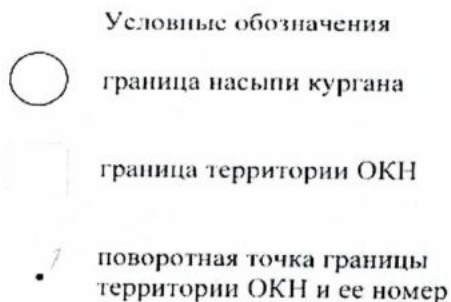 Условные обозначения
граница насыпи кургана
граница территории ОКН
поворотная точка границы
территории ОКН и ее номер